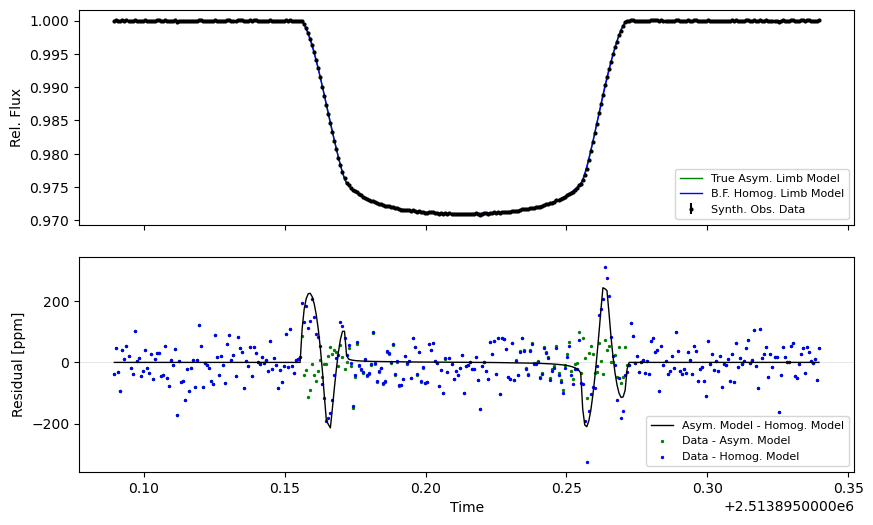 1.000
0.995
0.990
0.985
0.980
0.975
0.970
Rel. Flux
True Asym. Limb Model
B.F. Homog. Limb Model
Synth. Obs. Data
200
0
−200
Residual [ppm]
Asym. Model - Homog. Model
Data - Asym. Model
Data - Homog. Model
0.10
0.15
0.20
0.25
0.30
0.35
Time
+2.5138950000e6